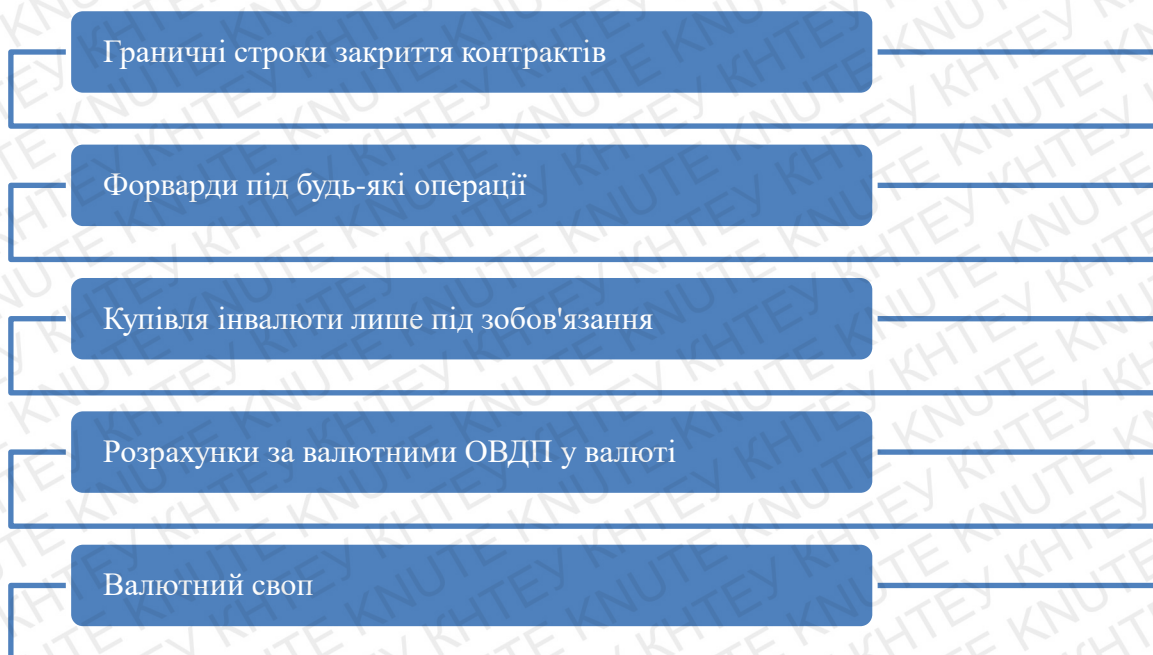 Граничні строки закриття контрактів
Форварди під будь-які операції
Купівля інвалюти лише під зобов'язання
Розрахунки за валютними ОВДП у валюті
Валютний своп